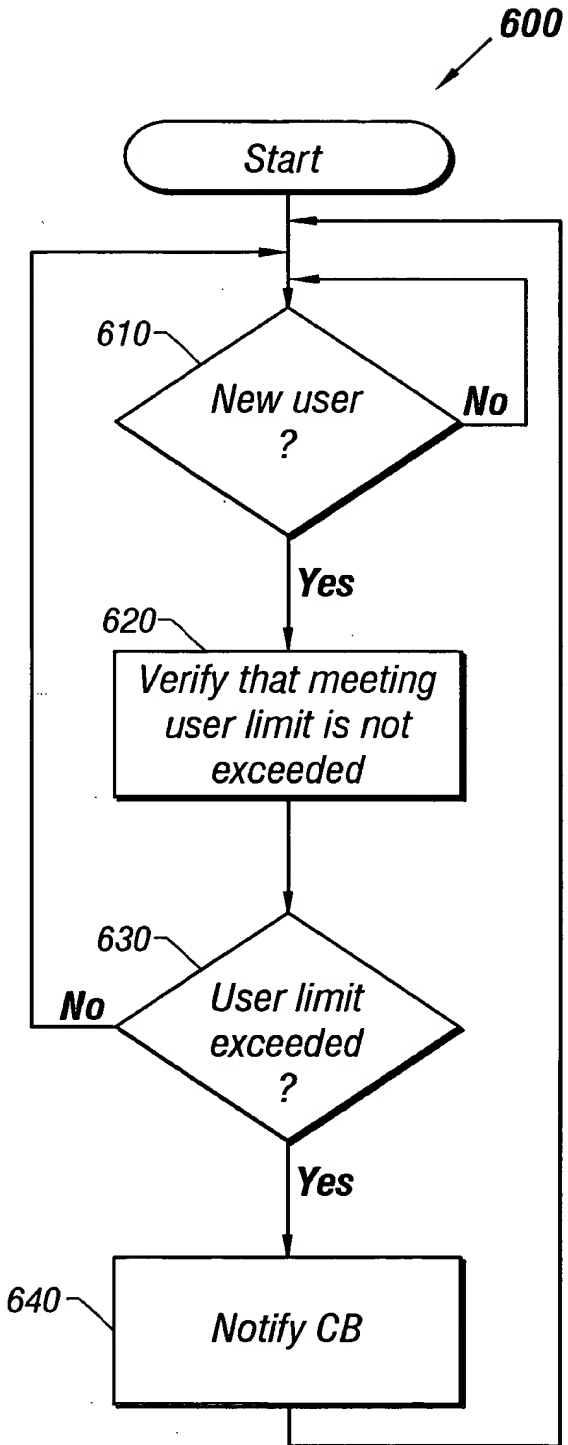 600
Start
610
New user
?
No
Yes
620
Verify that meeting
user limit is not
exceeded
630
No
User limit
exceeded
?
Yes
640
Notify CB